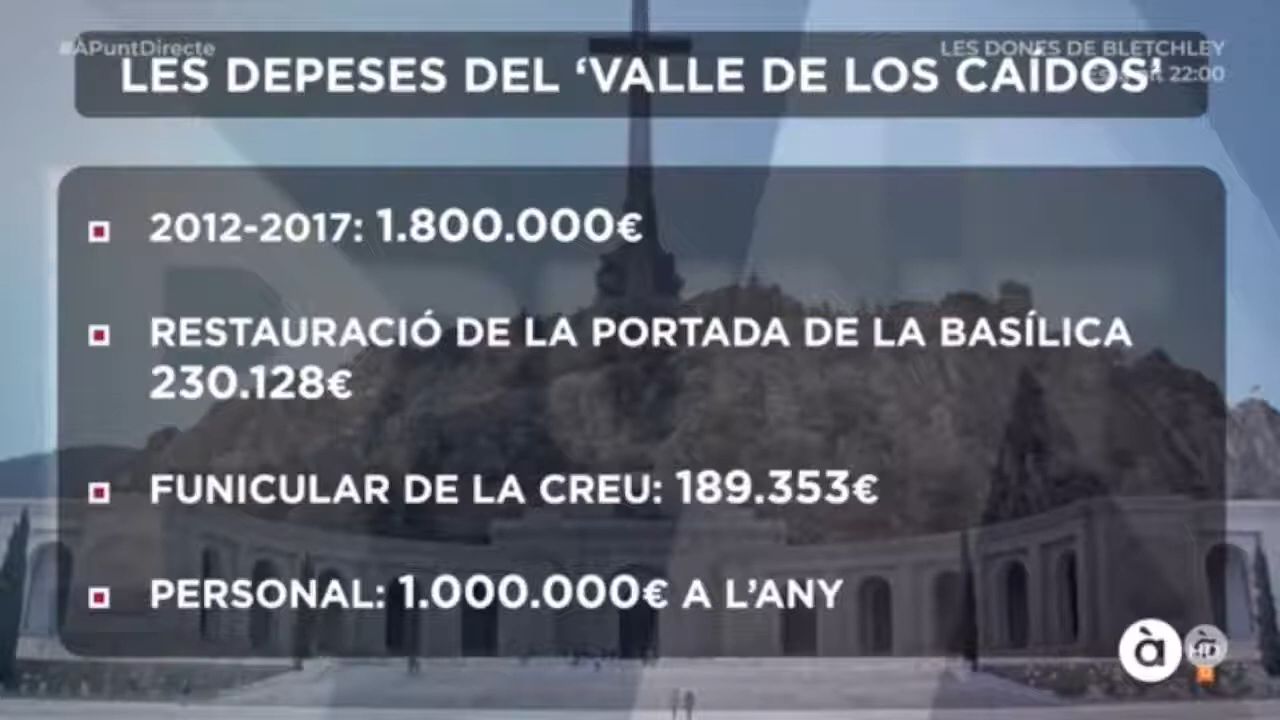 #ÀPuntDirecte
LES DONES DE BLETCHLEY
22:00
LES DEPESES DEL ‘VALLE DE LOS CAÍDOS’
2012-2017: 1.800.000€
RESTAURACIÓ DE LA PORTADA DE LA BASÍLICA
230.128€
FUNICULAR DE LA CREU: 189.353€
PERSONAL: 1.000.000€ A L’ANY
à
HD